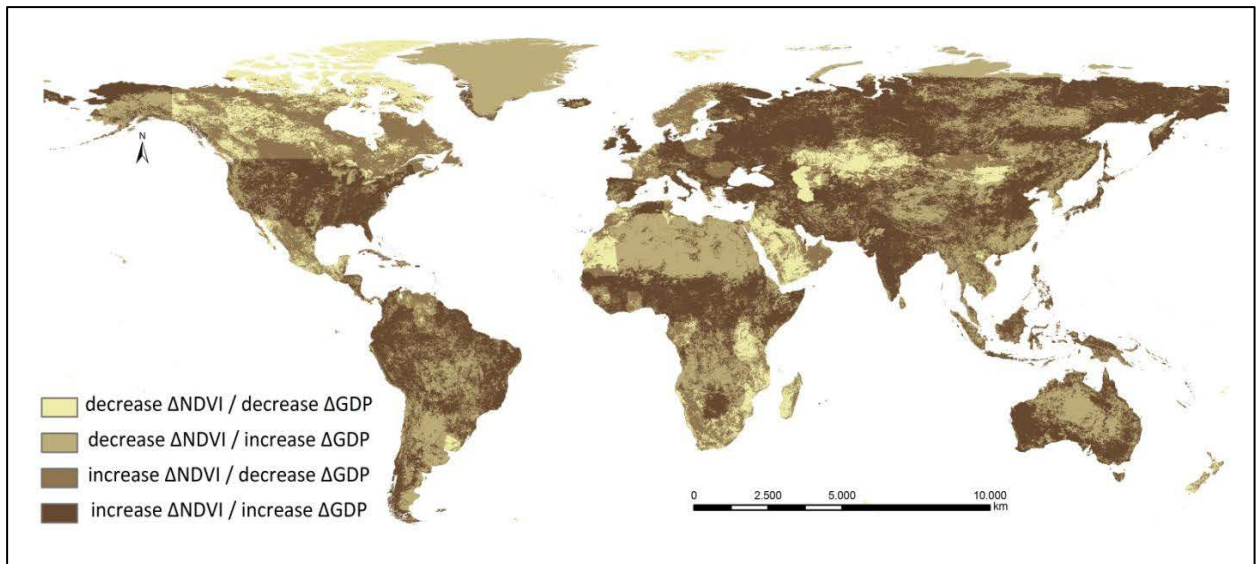 N
decrease ΔNDVI / decrease ΔGDP
decrease ΔNDVI / increase ΔGDP
increase ΔNDVI / decrease ΔGDP
increase ΔNDVI / increase ΔGDP
0 2.500 5.000 10.000
km